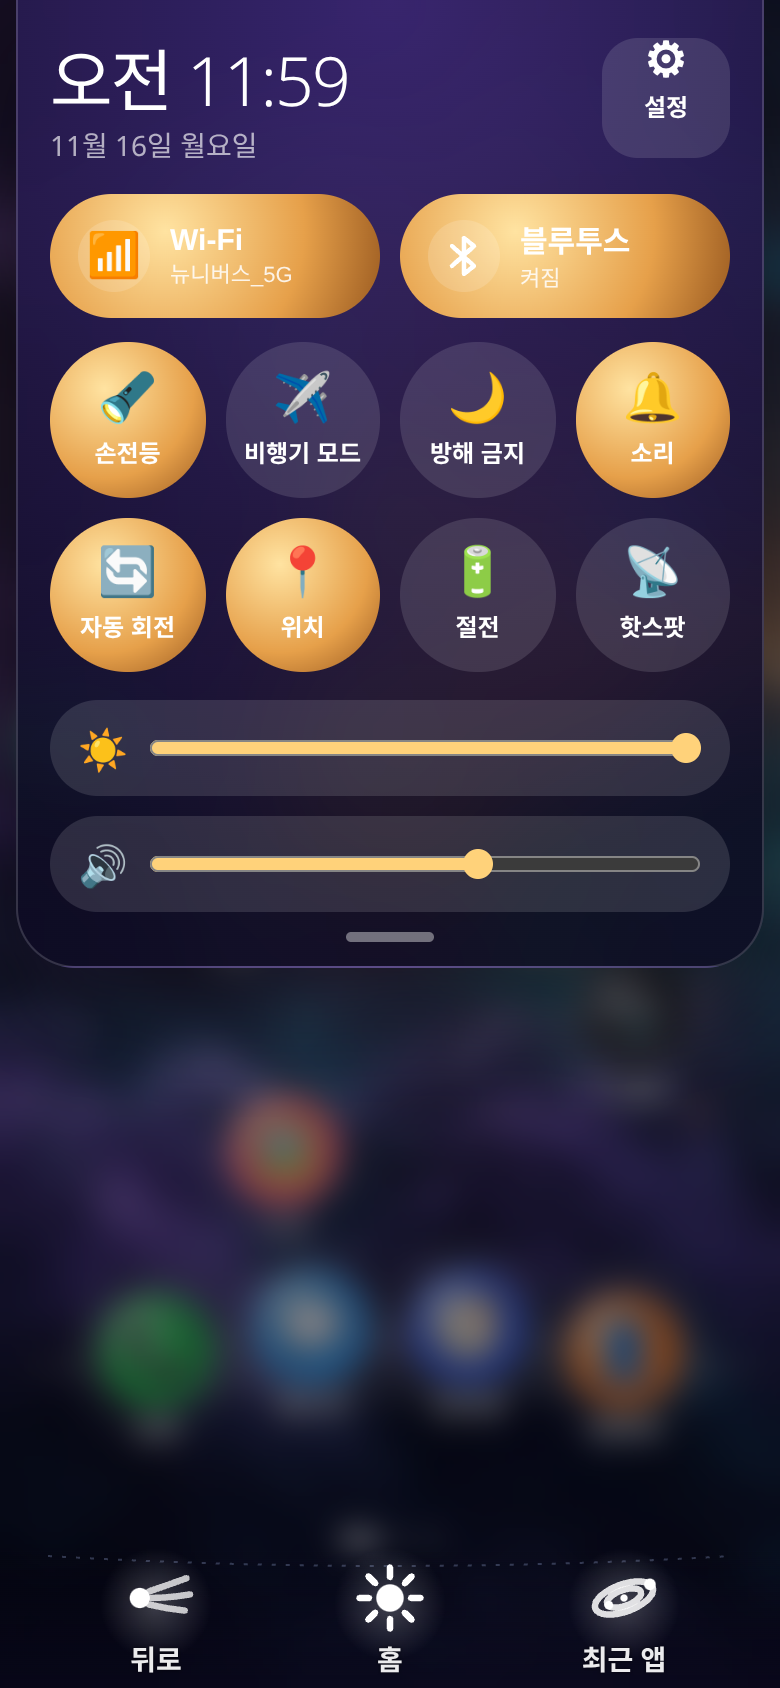 오전 11:59
설정
11월 16일 월요일
Wi-Fi
뉴니버스_5G
블루투스
켜짐
손전등
비행기 모드
방해 금지
소리
자동 회전
위치
절전
핫스팟
뒤로
홈
최근 앱